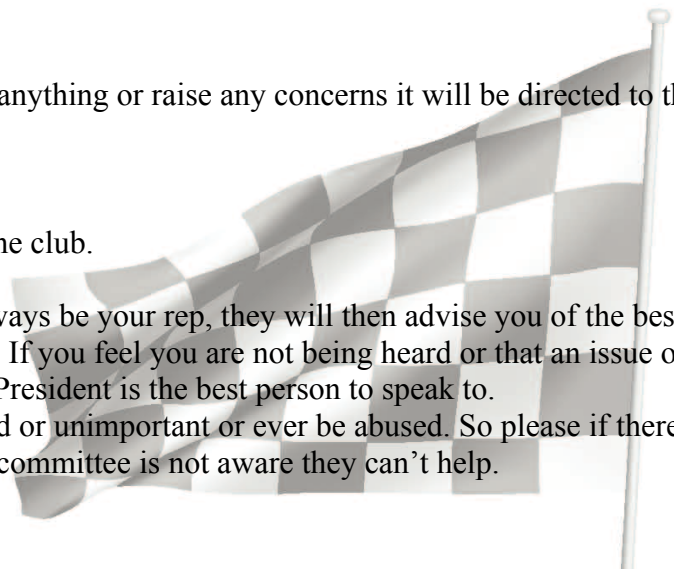 anything or raise any concerns it will be directed to th
ne club.
ways be your rep, they will then advise you of the bes
If you feel you are not being heard or that an issue o
President is the best person to speak to.
d or unimportant or ever be abused. So please if there
committee is not aware they can’t help.